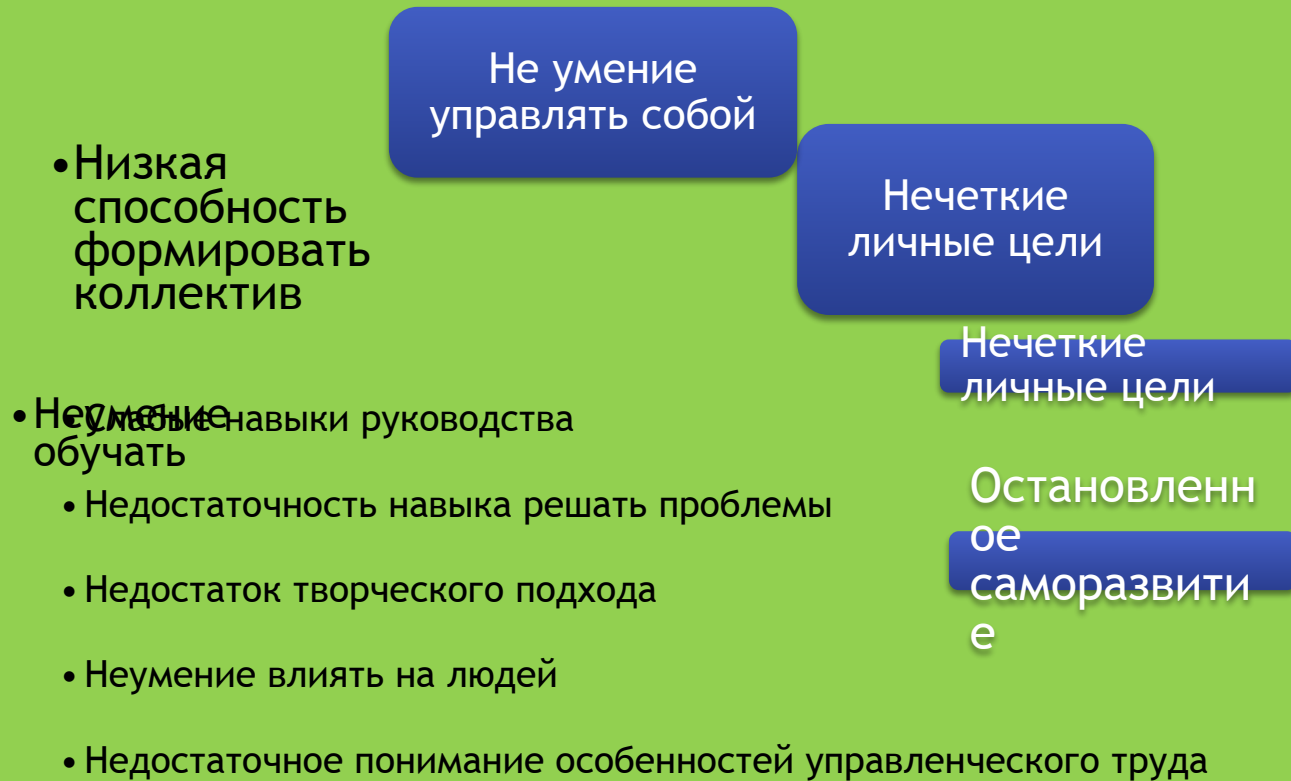 Не умение
управлять собой
•Низкая
способность
формировать
коллектив
Нечеткие
личные цели
Нечеткие
личные цели
•Неумение
обучать
•Слабые навыки руководства
•Недостаточность навыка решать проблемы
Остановленн
ое
саморазвити
е
•Недостаток творческого подхода
•Неумение влиять на людей
•Недостаточное понимание особенностей управленческого труда